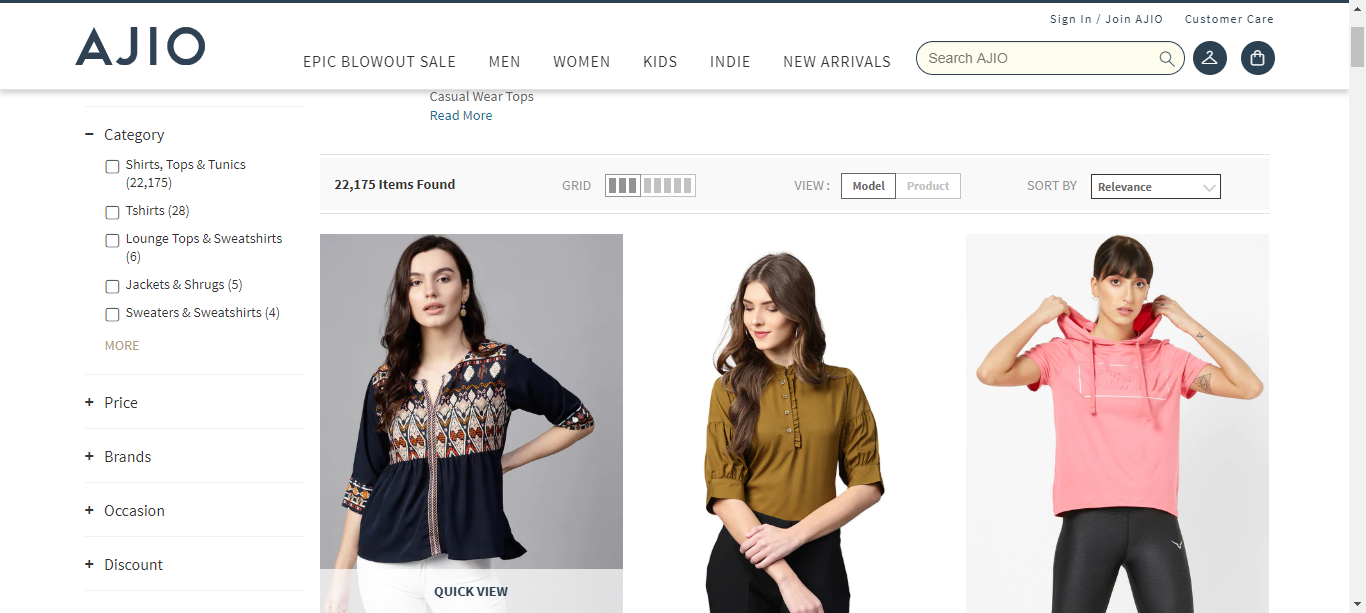 Sign In / Join AJIO
Customer Care
AJIO
EPIC BLOWOUT SALE
MEN
WOMEN
KIDS
INDIE
NEW ARRIVALS
Search AJIO
Casual Wear Tops
Read More
Category
Shirts, Tops & Tunics
(22,175)
Tshirts (28)
Lounge Tops & Sweatshirts
(6)
Jackets & Shrugs (5)
Sweaters & Sweatshirts (4)
MORE
Price
Brands
Occasion
Discount
22,175 Items Found
GRID
VIEW :
Model
Product
SORT BY
Relevance
QUICK VIEW